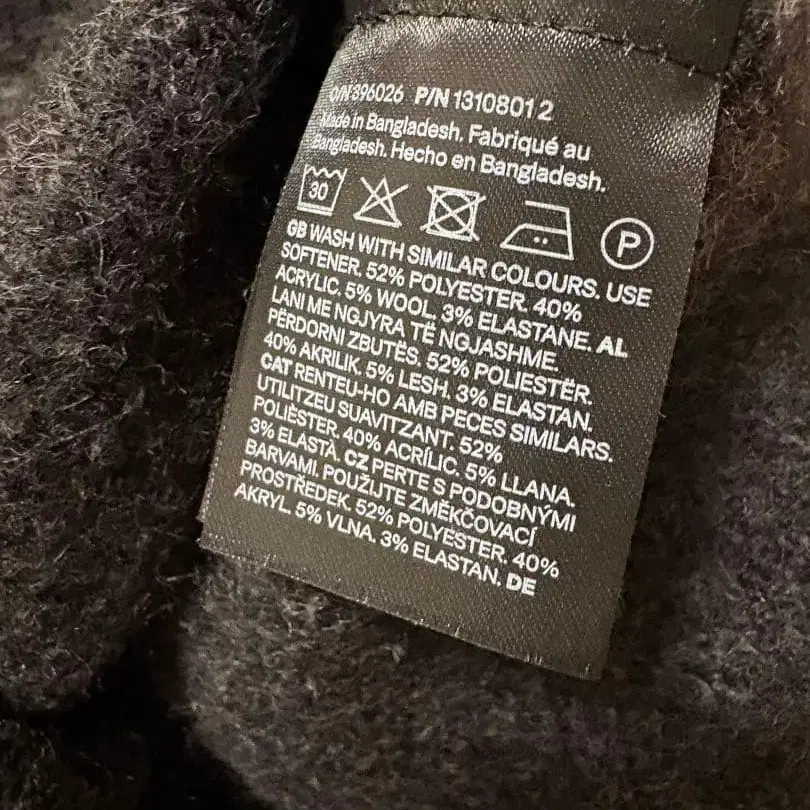 O/N 396026 P/N 13108012
Made in Bangladesh. Fabriqué au
Bangladesh. Hecho en Bangladesh.
30 P
GB WASH WITH SIMILAR COLOURS. USE
SOFTENER. 52% POLYESTER. 40%
ACRYLIC. 5% WOOL. 3% ELASTANE. AL
LANI ME NGJYRA TË NGJASHME.
PËRDORNI ZBUTËS. 52% POLIESTËR.
40% AKRILIK. 5% LESH. 3% ELASTAN.
CAT RENTEU-HO AMB PECES SIMILARS.
UTILITZEU SUAVITZANT. 52%
POLIÈSTER. 40% ACRÍLIC. 5% LLANA.
3% ELASTÀ. CZ PERTE S PODOBNÝMI
BARVAMI. POUŽIJTE ZMĚKČOVACÍ
PROSTŘEDEK. 52% POLYESTER. 40%
AKRYL. 5% VLNA. 3% ELASTAN. DE